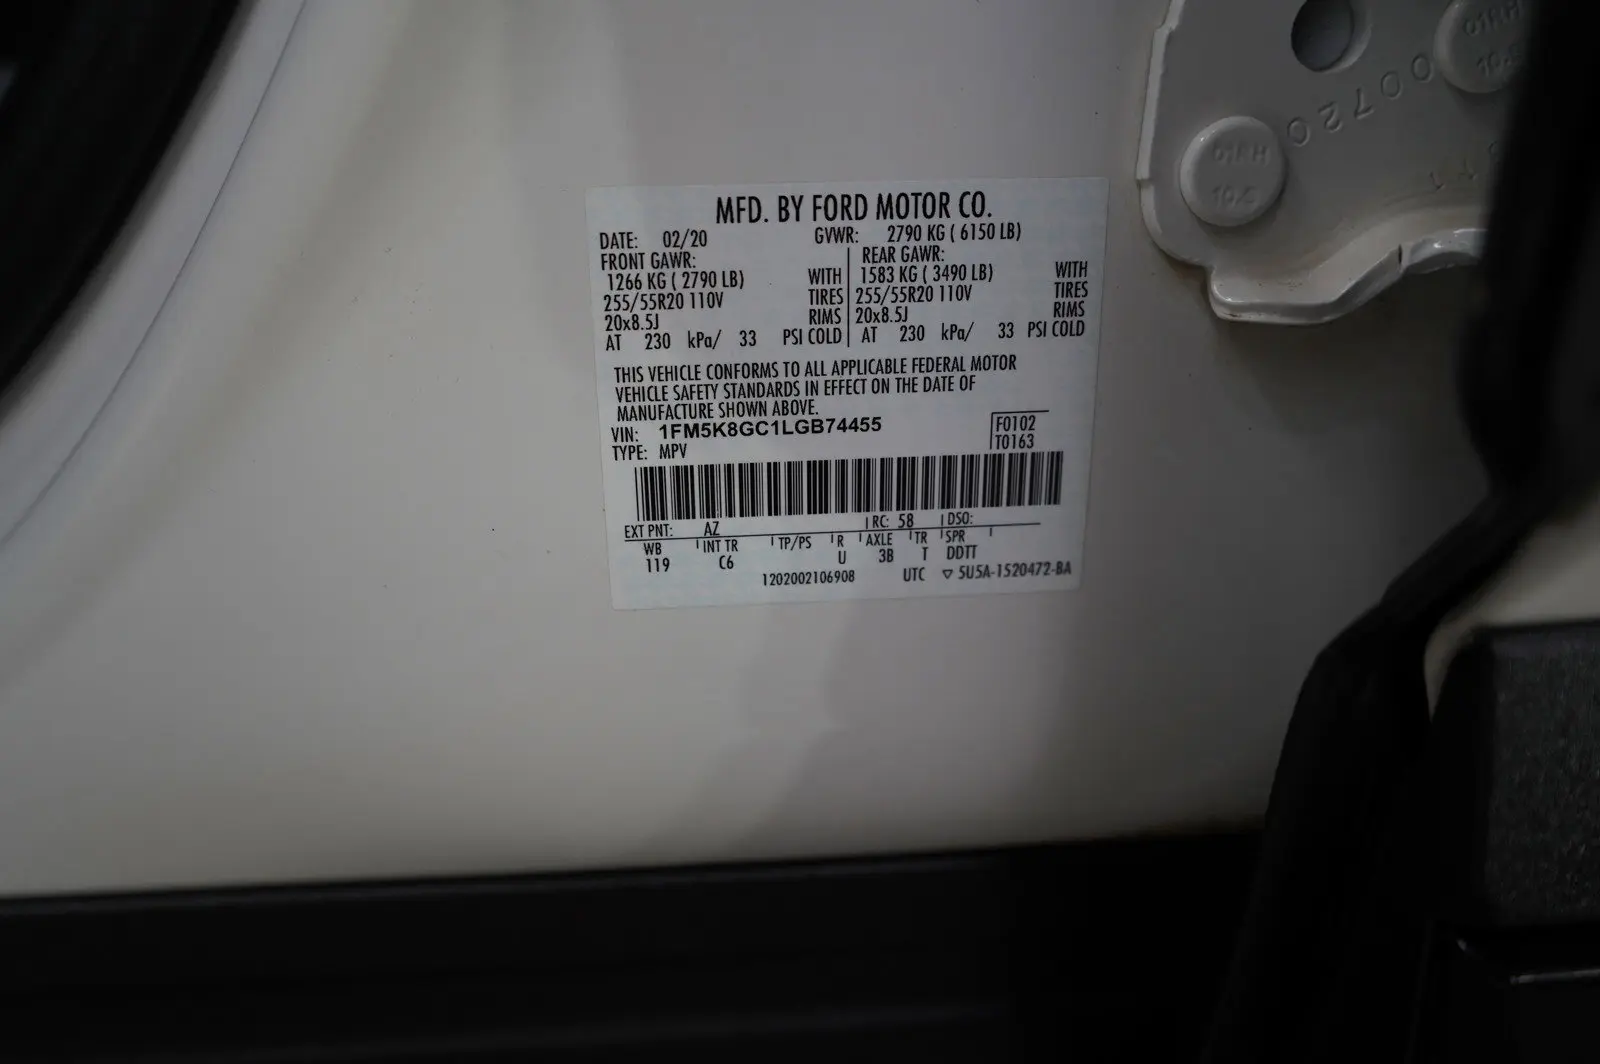 MFD. BY FORD MOTOR CO.
DATE: 02/20 GVWR: 2790 KG ( 6150 LB)
FRONT GAWR: REAR GAWR:
1266 KG ( 2790 LB) WITH 1583 KG ( 3490 LB) WITH
255/55R20 110V TIRES 255/55R20 110V TIRES
20x8.5J RIMS 20x8.5J RIMS
AT 230 kPa/ 33 PSI COLD AT 230 kPa/ 33 PSI COLD
THIS VEHICLE CONFORMS TO ALL APPLICABLE FEDERAL MOTOR
VEHICLE SAFETY STANDARDS IN EFFECT ON THE DATE OF
MANUFACTURE SHOWN ABOVE.
VIN: 1FM5K8GC1LGB74455 F0102
TYPE: MPV T0163
EXT PNT: AZ RC: 58 DSO:
WB INT TR TP/PS R AXLE TR SPR
119 C6 U 3B T DDTT
1202002106908 UTC ▽ 5U5A-1520472-BA
00720